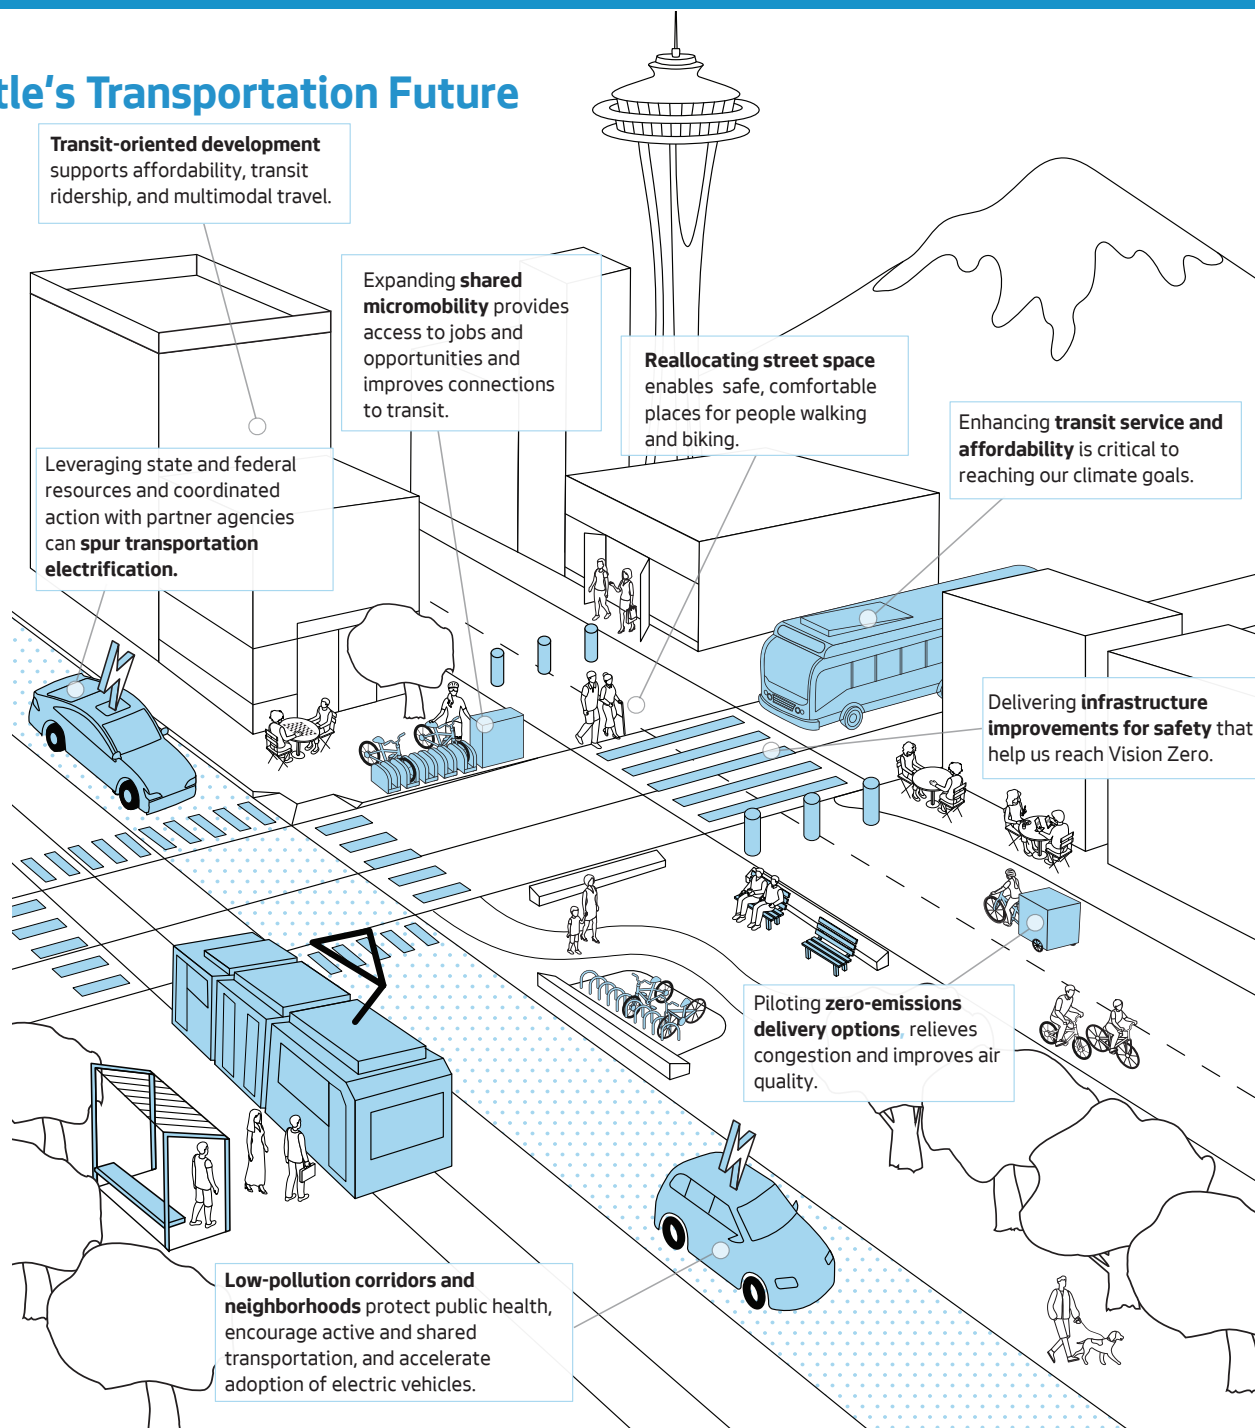 tle's Transportation Future
Transit-oriented development
supports affordability, transit
ridership, and multimodal travel.
Expanding shared
micromobility provides
access to jobs and
opportunities and
improves connections
to transit.
Reallocating street space
enables safe, comfortable
places for people walking
and biking.
Enhancing transit service and
affordability is critical to
reaching our climate goals.
Leveraging state and federal
resources and coordinated
action with partner agencies
can spur transportation
electrification.
Delivering infrastructure
improvements for safety that
help us reach Vision Zero.
Piloting zero-emissions
delivery options relieves
congestion and improves air
quality.
Low-pollution corridors and
neighborhoods protect public health,
encourage active and shared
transportation, and accelerate
adoption of electric vehicles.